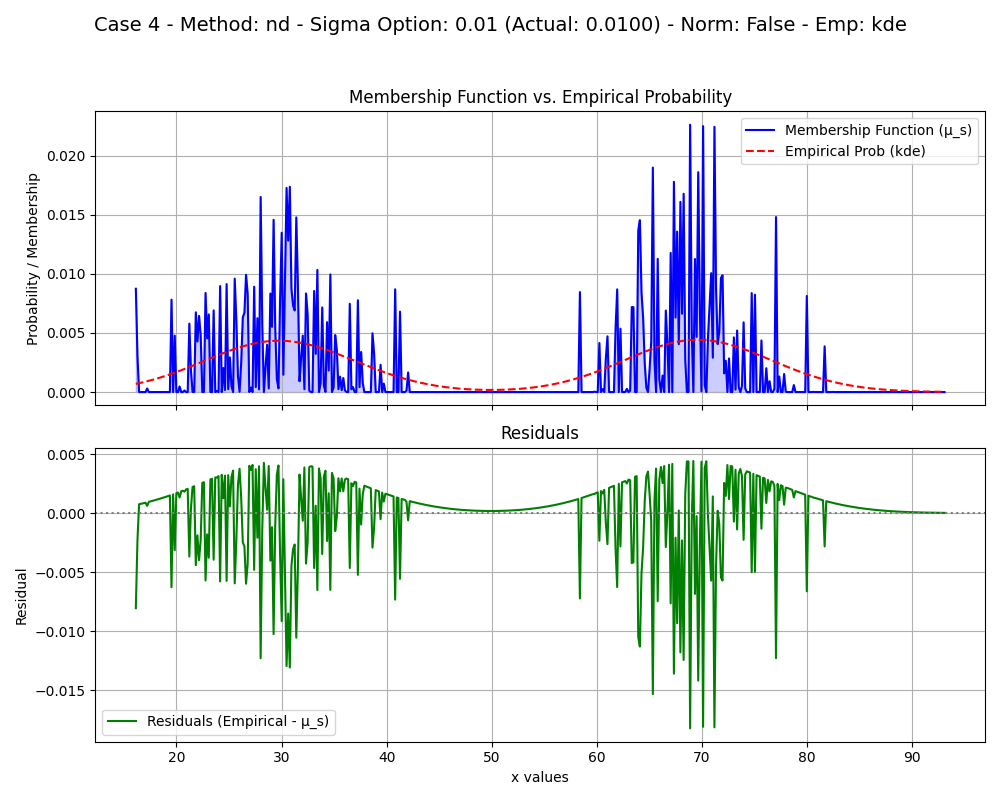 Case 4 - Method: nd - Sigma Option: 0.01 (Actual: 0.0100) - Norm: False - Emp: kde
Membership Function vs. Empirical Probability
Membership Function (μ_s)
Empirical Prob (kde)
Probability / Membership
0.020
0.015
0.010
0.005
0.000
Residuals
0.005
0.000
−0.005
−0.010
−0.015
Residual
Residuals (Empirical - μ_s)
20
30
40
50
60
70
80
90
x values